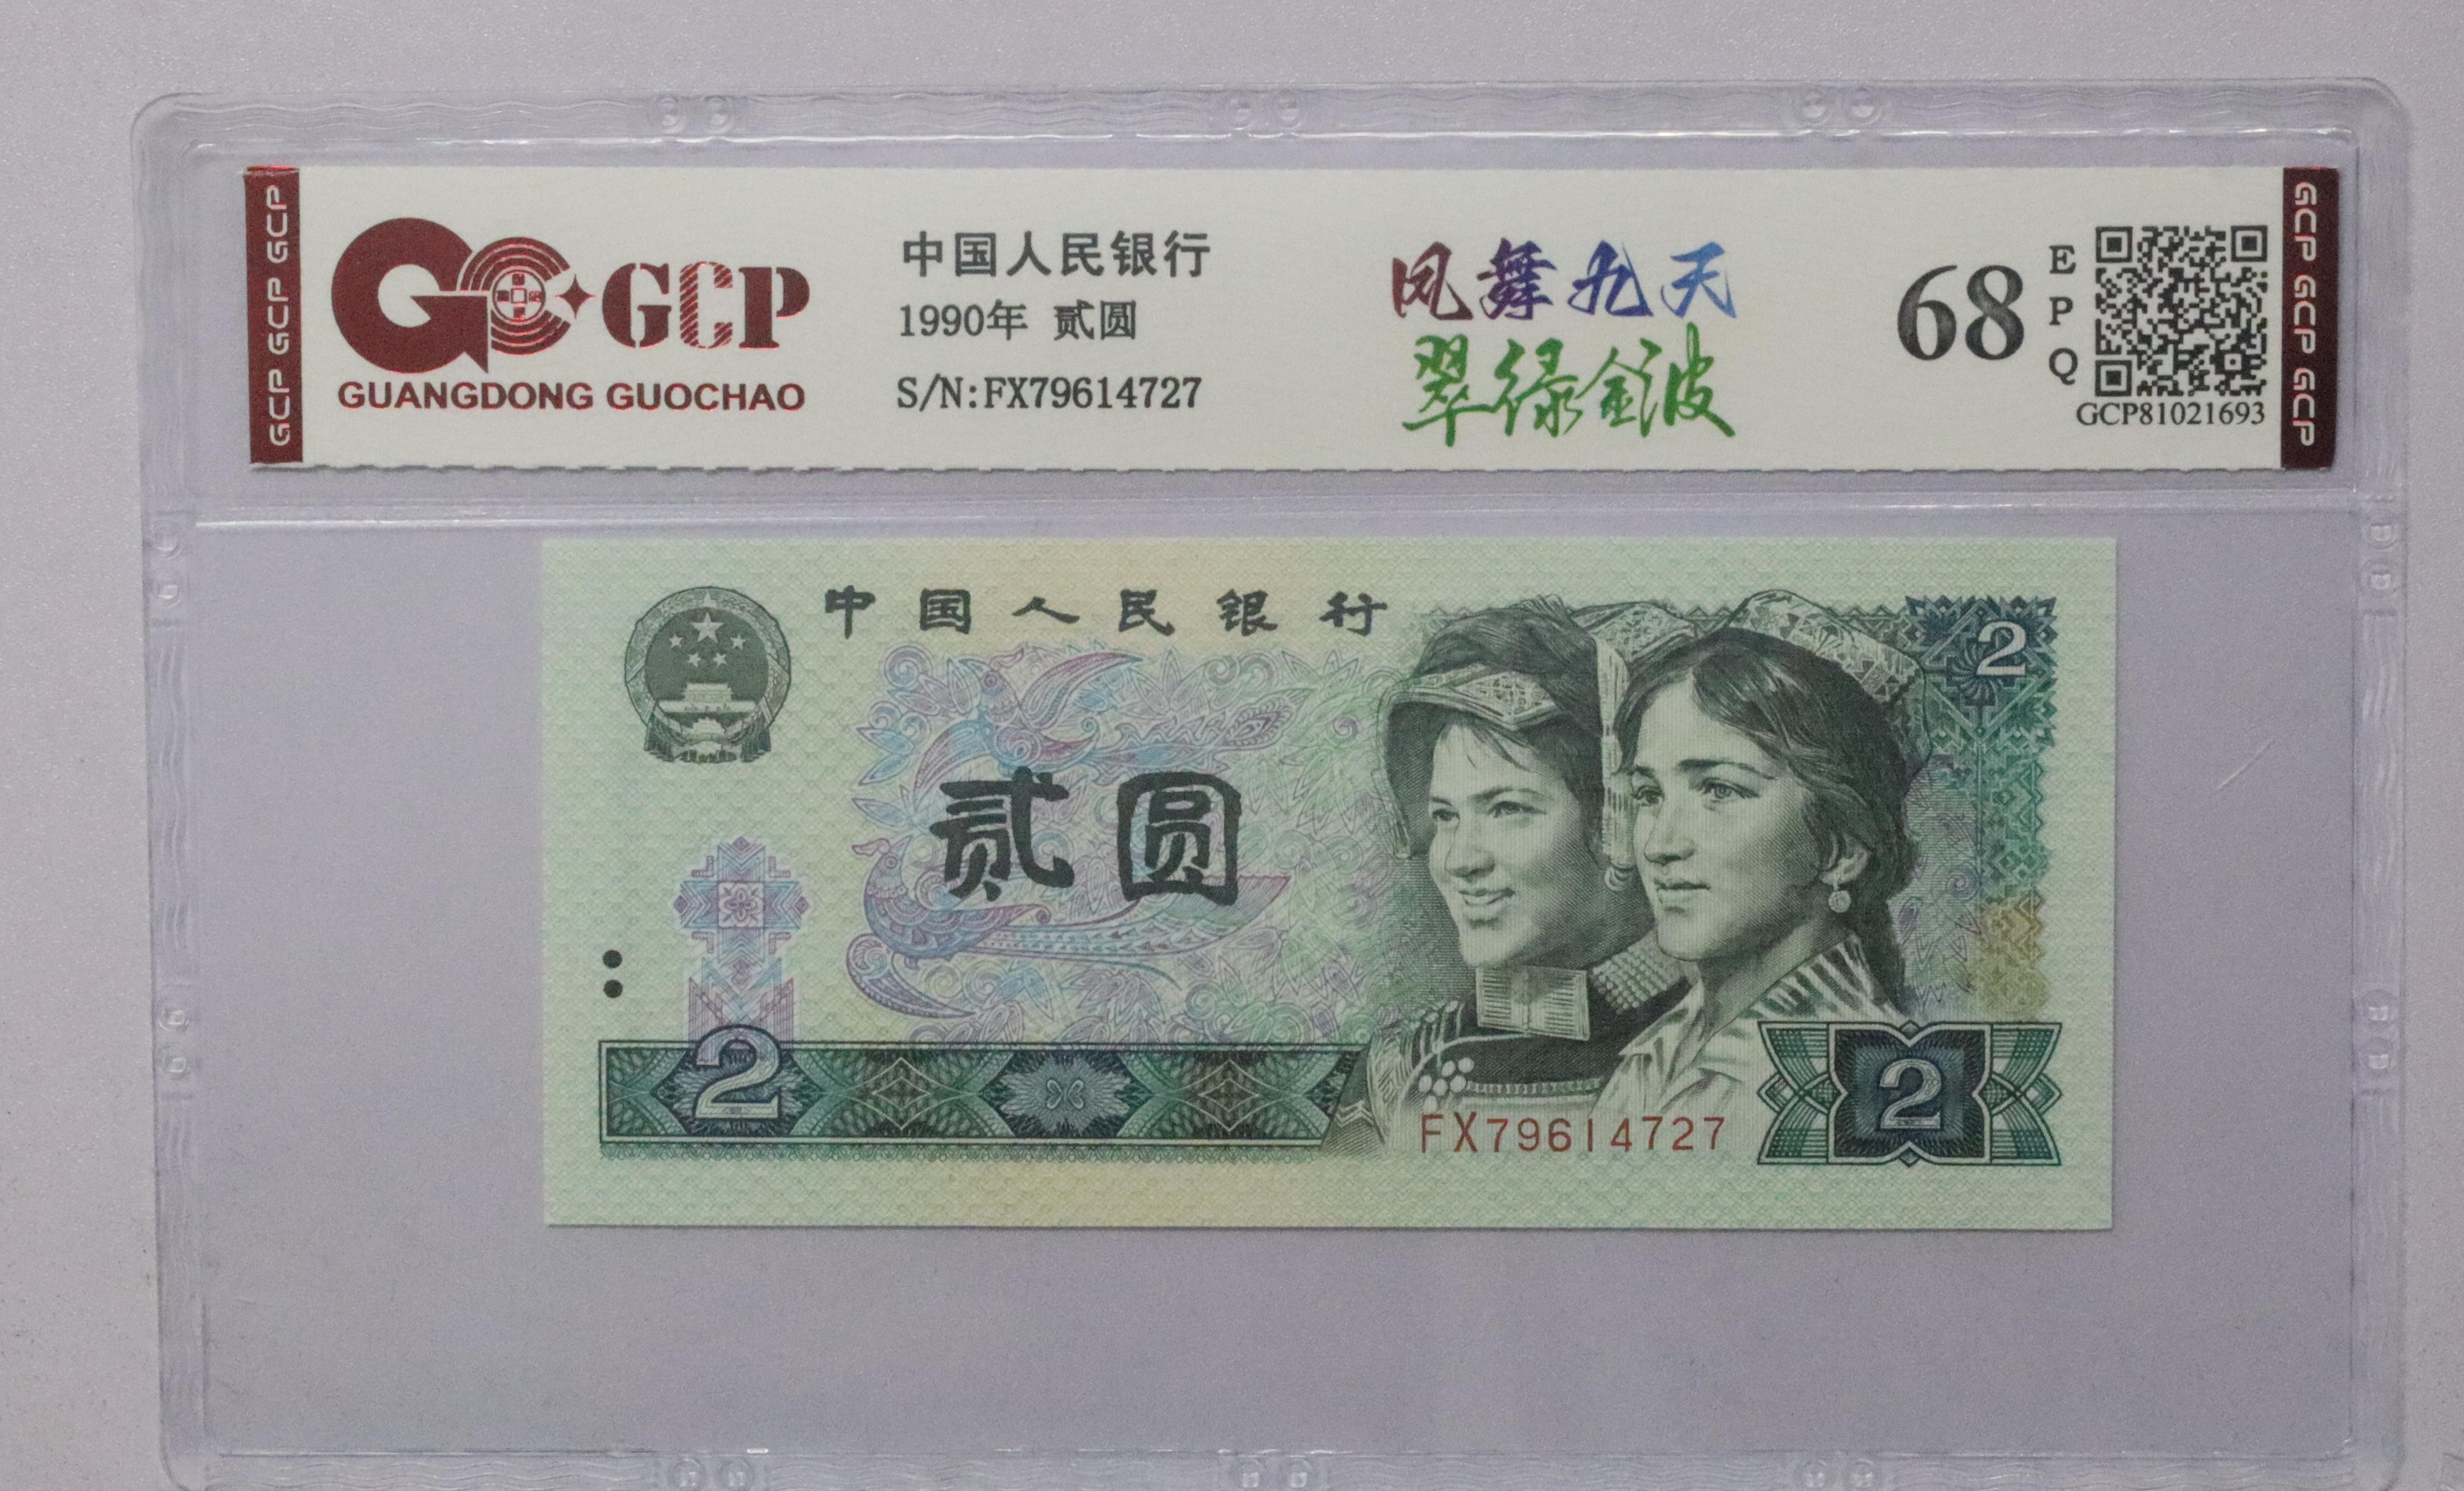 GCP GCP GCP
GCP
GUANGDONG GUOCHAO
中国人民银行
1990年 贰圆
S/N:FX79614727
凤舞九天
翠绿金波
68
E
P
Q
GCP81021693
GCP GCP GCP
中国人民银行
2
贰圆
2
FX79614727
2